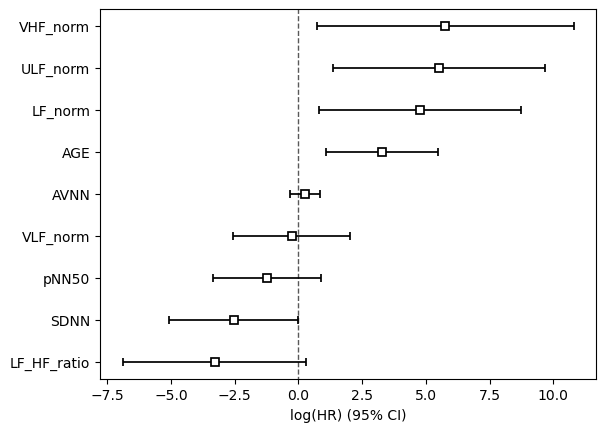 VHF_norm
ULF_norm
LF_norm
AGE
AVNN
VLF_norm
pNN50
SDNN
LF_HF_ratio
−7.5 −5.0 −2.5 0.0 2.5 5.0 7.5 10.0
log(HR) (95% CI)